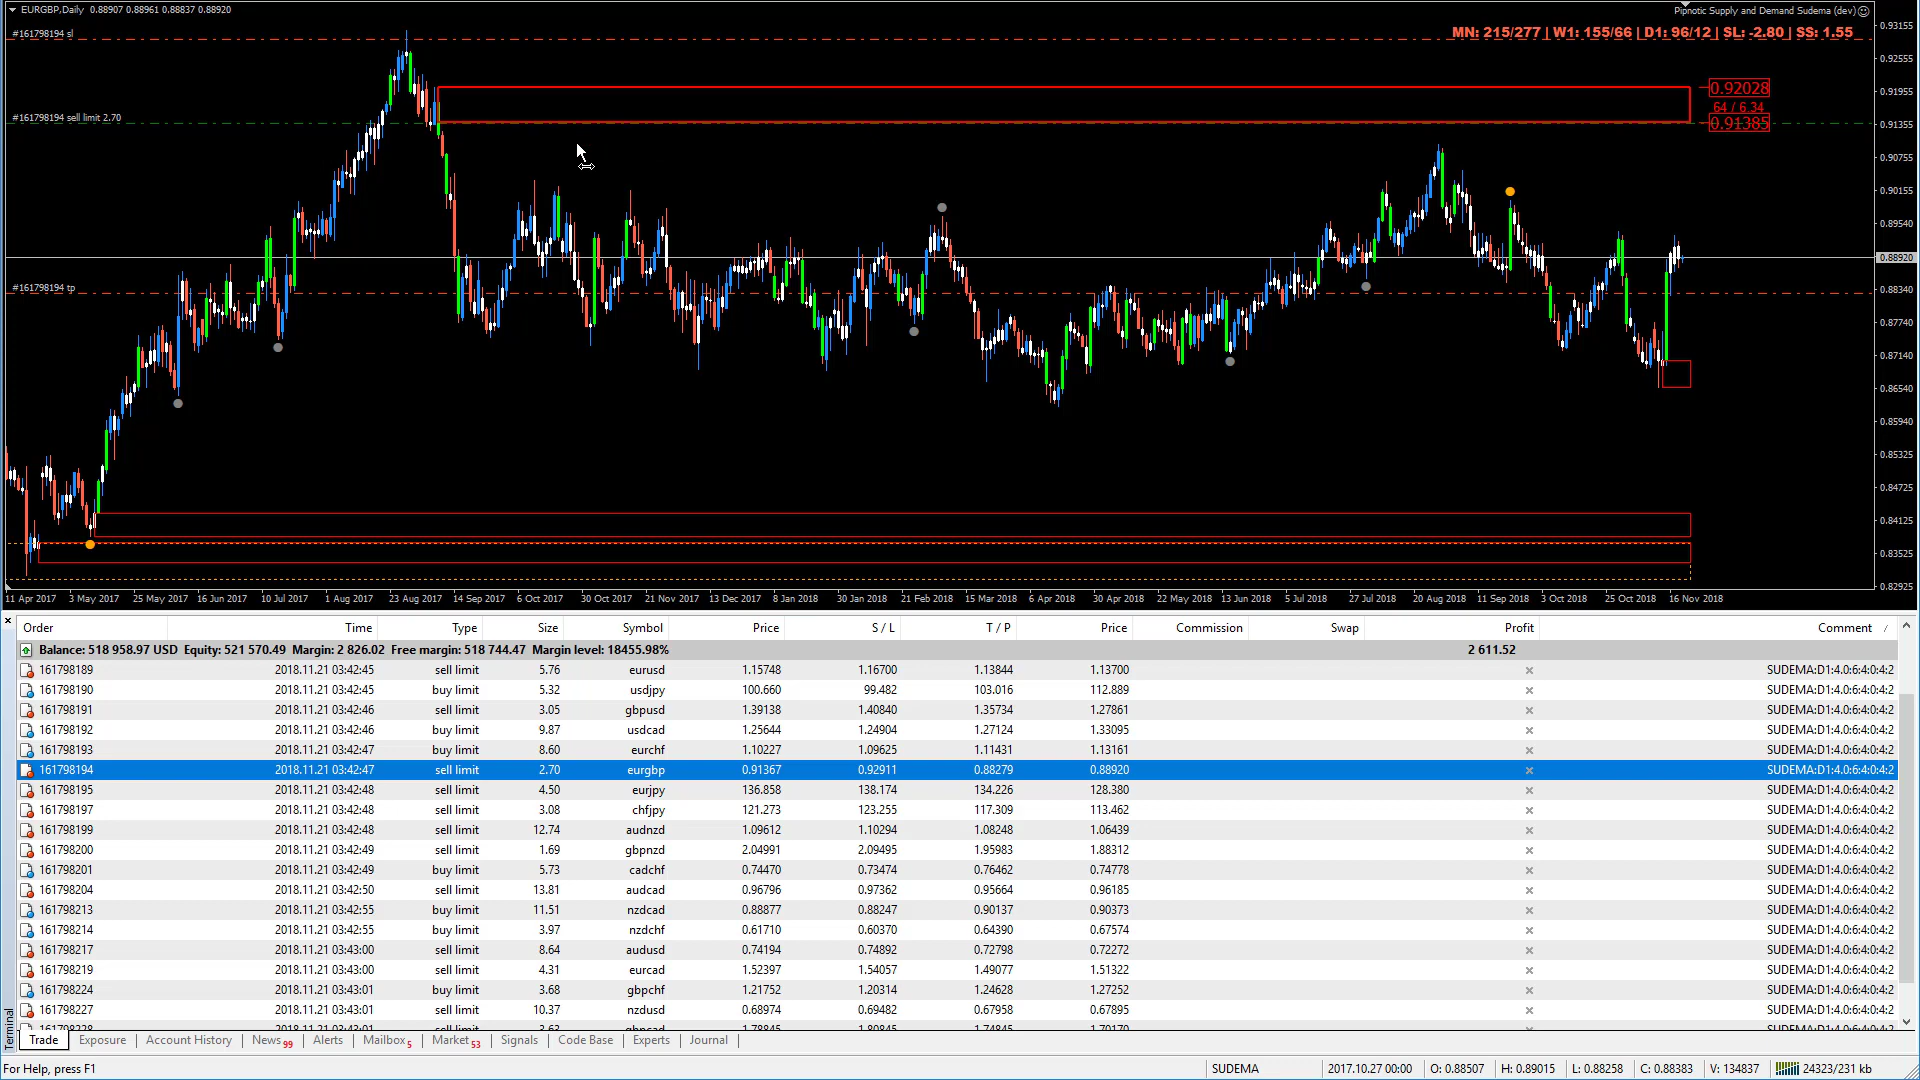 EURGBP,Daily 0.88907 0.88961 0.88837 0.88920
Pipnotic Supply and Demand Sudema (dev)
MN: 215/277 | W1: 155/66 | D1: 96/12 | SL: -2.80 | SS: 1.55
#161798194 sl
#161798194 sell limit 2.70
#161798194 tp
0.92028
64 / 6.34
0.91385
0.93155
0.92555
0.91955
0.91355
0.90755
0.90155
0.89540
0.88920
0.88340
0.87740
0.87140
0.86540
0.85940
0.85325
0.84725
0.84125
0.83525
0.82925
11 Apr 2017 3 May 2017 25 May 2017 16 Jun 2017 10 Jul 2017 1 Aug 2017 23 Aug 2017 14 Sep 2017 6 Oct 2017 30 Oct 2017 21 Nov 2017 13 Dec 2017 8 Jan 2018 30 Jan 2018 21 Feb 2018 15 Mar 2018 6 Apr 2018 30 Apr 2018 22 May 2018 13 Jun 2018 5 Jul 2018 27 Jul 2018 20 Aug 2018 11 Sep 2018 3 Oct 2018 25 Oct 2018 16 Nov 2018
Order Time Type Size Symbol Price S / L T / P Price Commission Swap Profit Comment
Balance: 518 958.97 USD Equity: 521 570.49 Margin: 2 826.02 Free margin: 518 744.47 Margin level: 18455.98% 2 611.52
161798189 2018.11.21 03:42:45 sell limit 5.76 eurusd 1.15748 1.16700 1.13844 1.13700 SUDEMA:D1:4.0:6:4:0:4:2
161798190 2018.11.21 03:42:45 buy limit 5.32 usdjpy 100.660 99.482 103.016 112.889 SUDEMA:D1:4.0:6:4:0:4:2
161798191 2018.11.21 03:42:46 sell limit 3.05 gbpusd 1.39138 1.40840 1.35734 1.27861 SUDEMA:D1:4.0:6:4:0:4:2
161798192 2018.11.21 03:42:46 buy limit 9.87 usdcad 1.25644 1.24904 1.27124 1.33095 SUDEMA:D1:4.0:6:4:0:4:2
161798193 2018.11.21 03:42:47 buy limit 8.60 eurchf 1.10227 1.09625 1.11431 1.13161 SUDEMA:D1:4.0:6:4:0:4:2
161798194 2018.11.21 03:42:47 sell limit 2.70 eurgbp 0.91367 0.92911 0.88279 0.88920 SUDEMA:D1:4.0:6:4:0:4:2
161798195 2018.11.21 03:42:48 sell limit 4.50 eurjpy 136.858 138.174 134.226 128.380 SUDEMA:D1:4.0:6:4:0:4:2
161798197 2018.11.21 03:42:48 sell limit 3.08 chfjpy 121.273 123.255 117.309 113.462 SUDEMA:D1:4.0:6:4:0:4:2
161798199 2018.11.21 03:42:48 sell limit 12.74 audnzd 1.09612 1.10294 1.08248 1.06439 SUDEMA:D1:4.0:6:4:0:4:2
161798200 2018.11.21 03:42:49 sell limit 1.69 gbpnzd 2.04991 2.09495 1.95983 1.88312 SUDEMA:D1:4.0:6:4:0:4:2
161798201 2018.11.21 03:42:49 buy limit 5.73 cadchf 0.74470 0.73474 0.76462 0.74778 SUDEMA:D1:4.0:6:4:0:4:2
161798204 2018.11.21 03:42:50 sell limit 13.81 audcad 0.96796 0.97362 0.95664 0.96185 SUDEMA:D1:4.0:6:4:0:4:2
161798213 2018.11.21 03:42:55 buy limit 11.51 nzdcad 0.88877 0.88247 0.90137 0.90373 SUDEMA:D1:4.0:6:4:0:4:2
161798214 2018.11.21 03:42:55 buy limit 3.97 nzdchf 0.61710 0.60370 0.64390 0.67574 SUDEMA:D1:4.0:6:4:0:4:2
161798217 2018.11.21 03:43:00 sell limit 8.64 audusd 0.74194 0.74892 0.72798 0.72272 SUDEMA:D1:4.0:6:4:0:4:2
161798219 2018.11.21 03:43:00 sell limit 4.31 eurcad 1.52397 1.54057 1.49077 1.51322 SUDEMA:D1:4.0:6:4:0:4:2
161798224 2018.11.21 03:43:01 buy limit 3.68 gbpchf 1.21752 1.20314 1.24628 1.27252 SUDEMA:D1:4.0:6:4:0:4:2
161798227 2018.11.21 03:43:01 sell limit 10.37 nzdusd 0.68974 0.69482 0.67958 0.67895 SUDEMA:D1:4.0:6:4:0:4:2
Terminal
Trade Exposure Account History News 99 Alerts Mailbox 5 Market 53 Signals Code Base Experts Journal
For Help, press F1 SUDEMA 2017.10.27 00:00 O: 0.88507 H: 0.89015 L: 0.88258 C: 0.88383 V: 134837 24323/231 kb